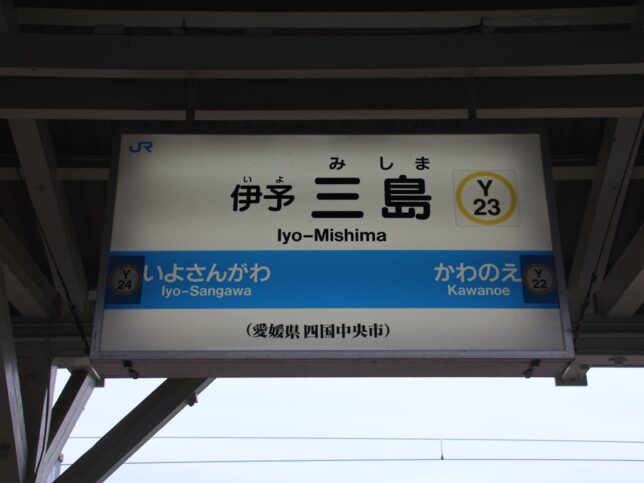 JR
いよ みしま
伊予三島
Y
23
Iyo-Mishima
Y
24
いよさんがわ
Iyo-Sangawa
かわのえ
Kawanoe
Y
22
(愛媛県四国中央市)